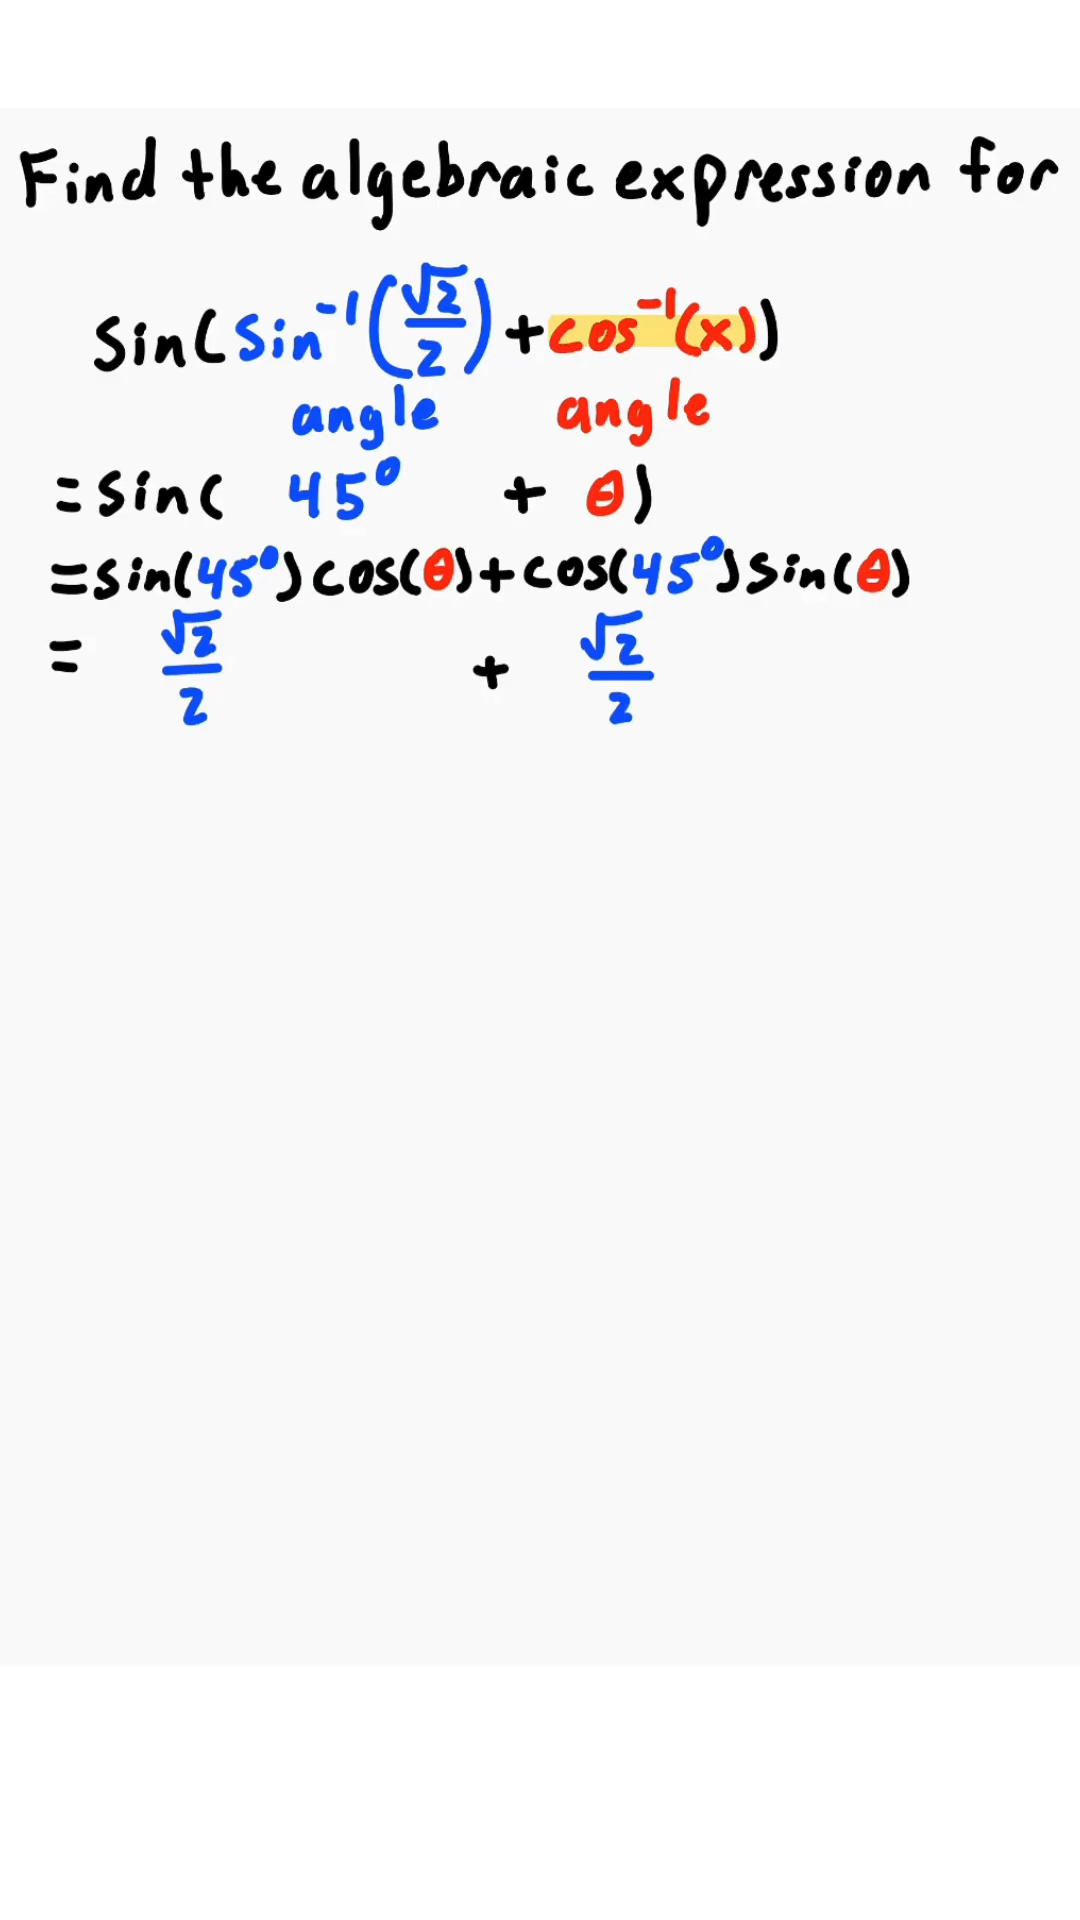 Find the algebraic expression for
sin(sin⁻¹(√2/2)+cos⁻¹(x))
angle angle
=sin( 45° + θ)
=sin(45°)cos(θ)+cos(45°)sin(θ)
= √2/2 + √2/2